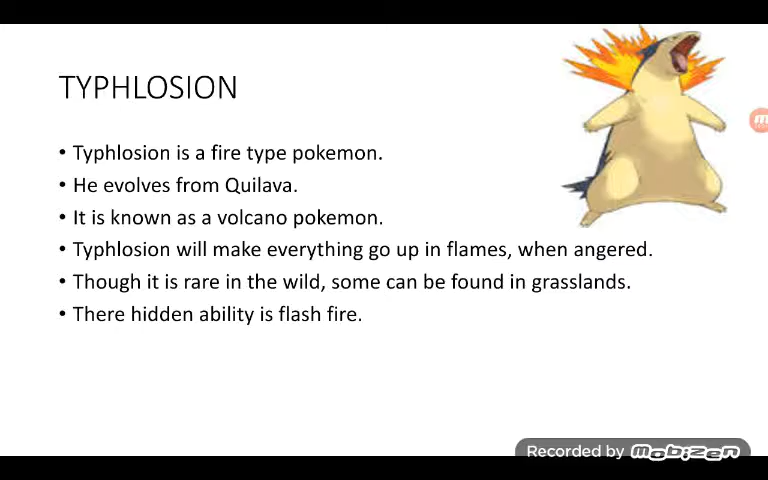 TYPHLOSION
• Typhlosion is a fire type pokemon.
• He evolves from Quilava.
• It is known as a volcano pokemon.
• Typhlosion will make everything go up in flames, when angered.
• Though it is rare in the wild, some can be found in grasslands.
• There hidden ability is flash fire.
Recorded by mobizen